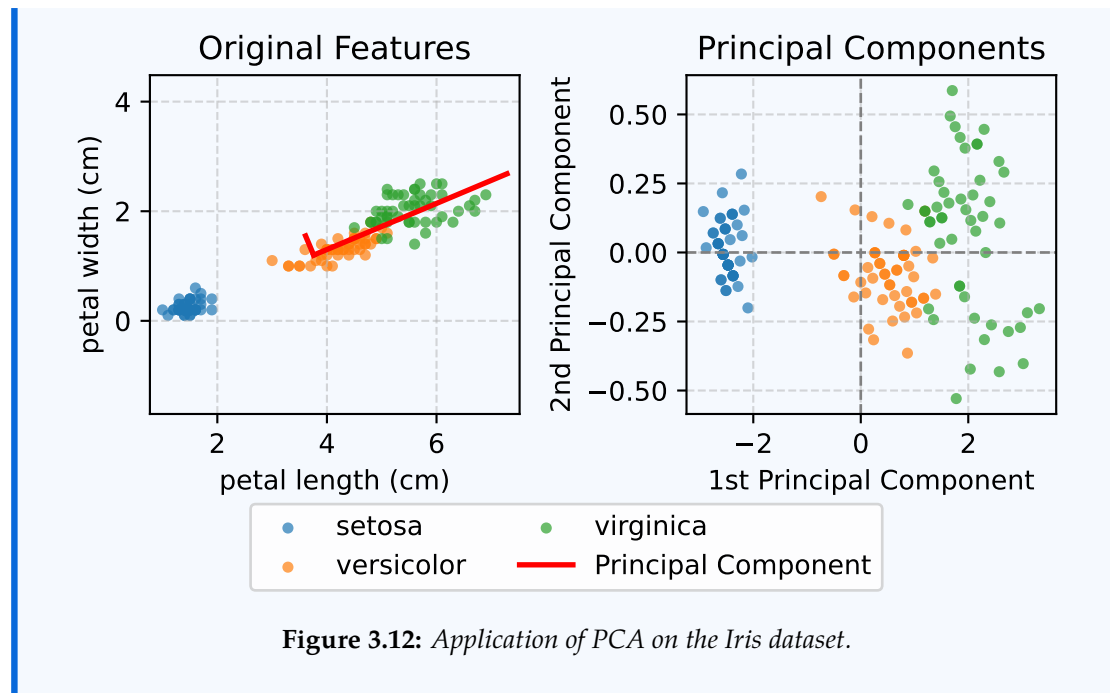 Original Features
4
2
0
petal width (cm)
2 4 6
petal length (cm)
Principal Components
0.50
0.25
0.00
−0.25
−0.50
2nd Principal Component
−2 0 2
1st Principal Component
setosa
versicolor
virginica
Principal Component
Figure 3.12: Application of PCA on the Iris dataset.